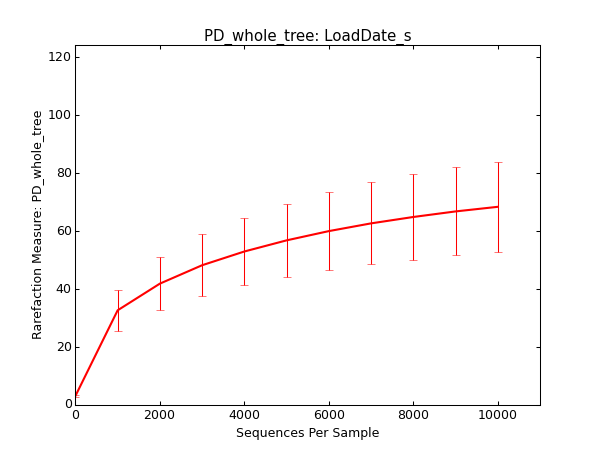 PD_whole_tree: LoadDate_s
120
100
80
60
40
20
0
Rarefaction Measure: PD_whole_tree
0 2000 4000 6000 8000 10000
Sequences Per Sample